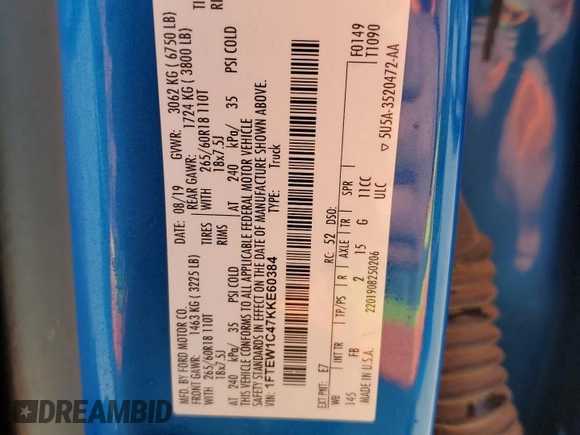 MFD. BY FORD MOTOR CO.
DATE: 08/19 GVWR: 3062 KG ( 6750 LB)
FRONT GAWR: 1463 KG ( 3225 LB) REAR GAWR: 1724 KG ( 3800 LB)
WITH 265/60R18 110T TIRES WITH 265/60R18 110T
18x7.5J RIMS 18x7.5J
AT 240 kPa/ 35 PSI COLD AT 240 kPa/ 35 PSI COLD
THIS VEHICLE CONFORMS TO ALL APPLICABLE FEDERAL MOTOR VEHICLE
SAFETY STANDARDS IN EFFECT ON THE DATE OF MANUFACTURE SHOWN ABOVE.
VIN: 1FTEW1C47KKE60384 TYPE: Truck
F0149
T1090
EXT PNT: E7 RC: 52 DSO:
WB INT TR TP/PS R AXLE TR SPR
145 FB 2 15 G 11CC
2201908250206 ULC
MADE IN U.S.A. ▽ 5U5A-3520472-AA
DREAMBID